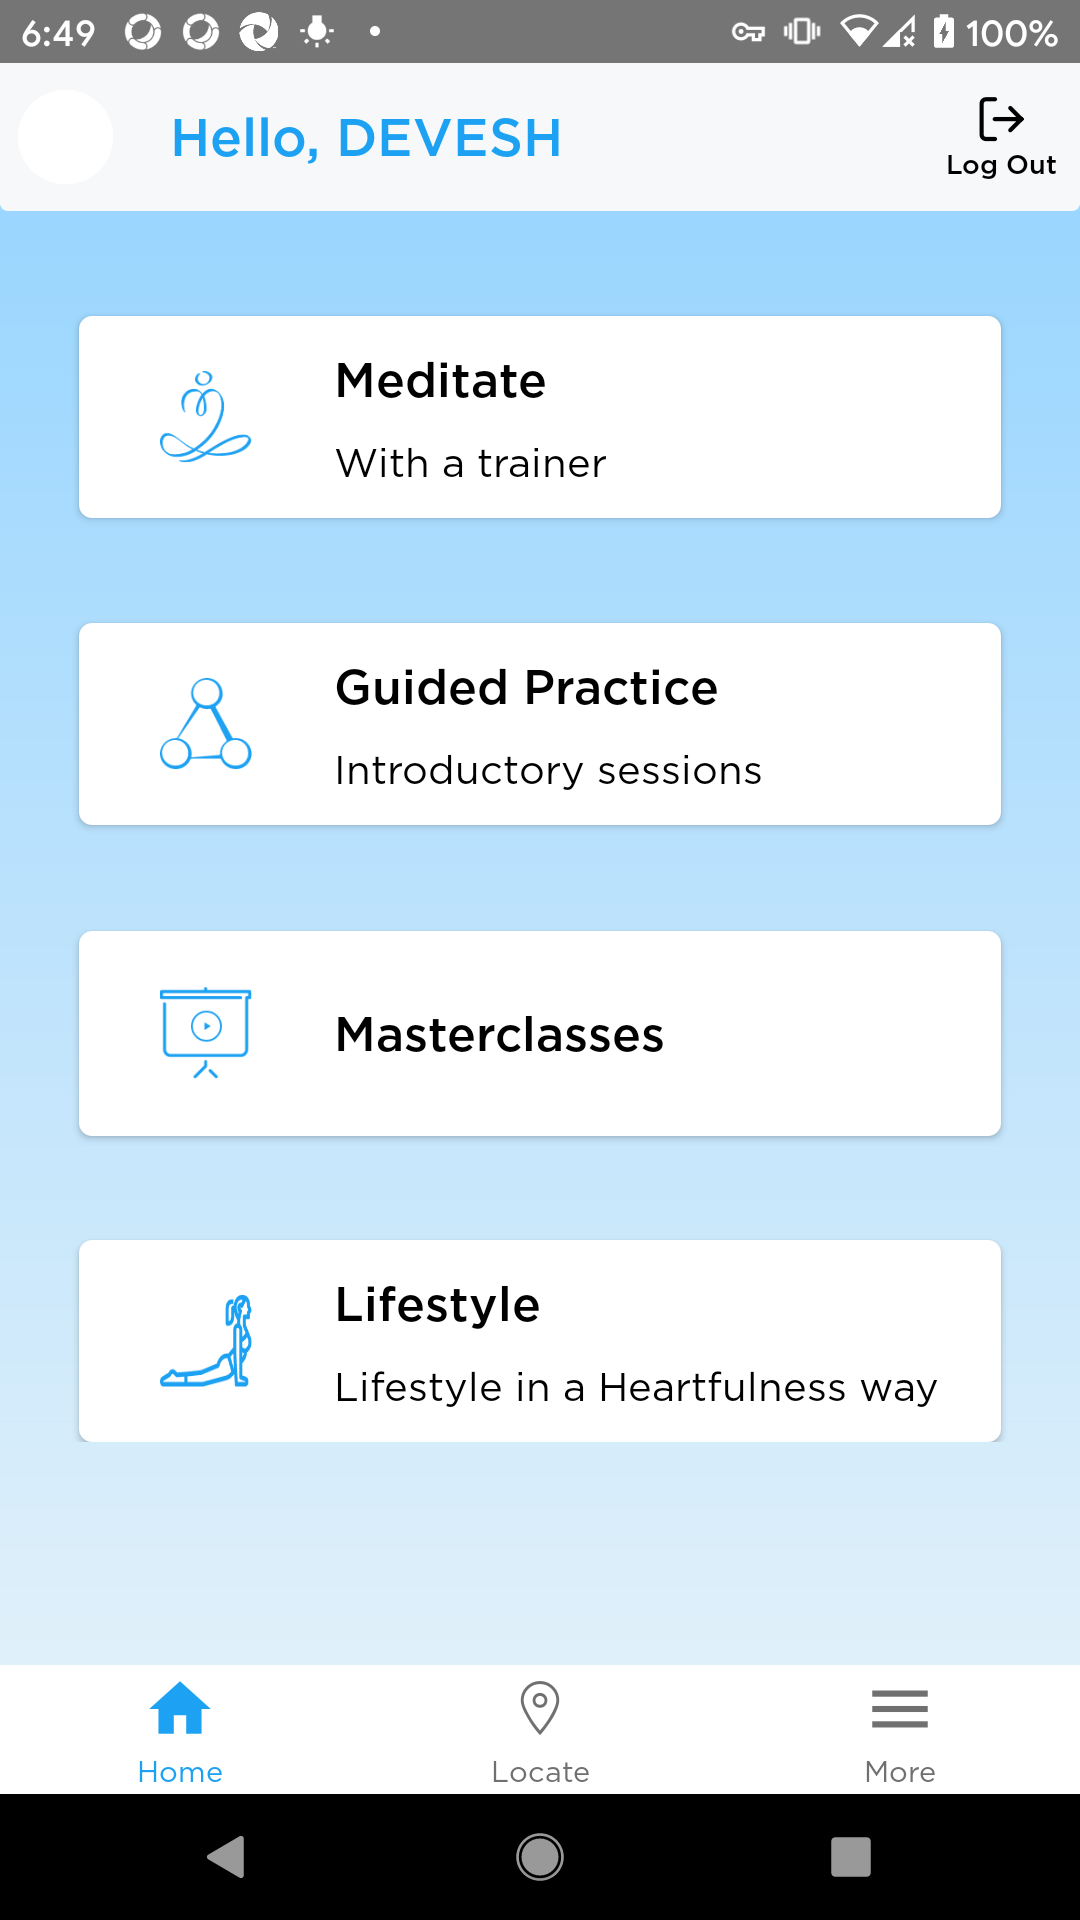 6:49 100%
Hello, DEVESH
Log Out
Meditate
With a trainer
Guided Practice
Introductory sessions
Masterclasses
Lifestyle
Lifestyle in a Heartfulness way
Home Locate More